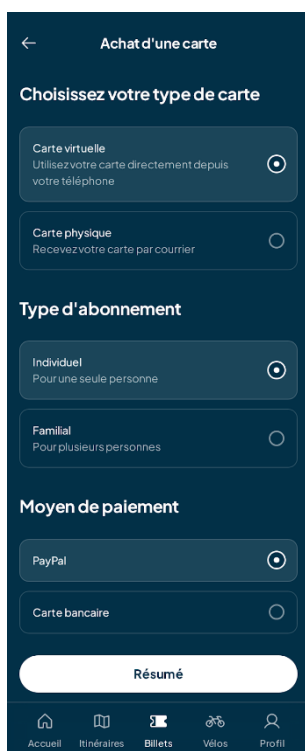 Achat d'une carte
Choisissez votre type de carte
Carte virtuelle
Utilisez votre carte directement depuis
votre téléphone
Carte physique
Recevez votre carte par courrier
Type d'abonnement
Individuel
Pour une seule personne
Familial
Pour plusieurs personnes
Moyen de paiement
PayPal
Carte bancaire
Résumé
Accueil Itinéraires Billets Vélos Profil